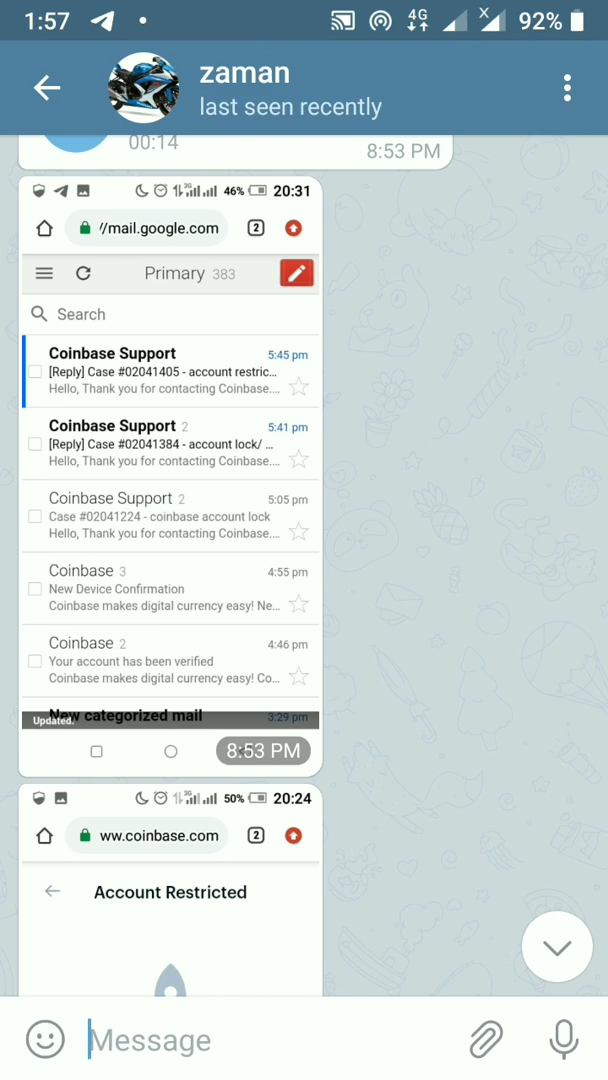 1:57
4G
X
92%
zaman
last seen recently
00:14
8:53 PM
3G
46%
20:31
//mail.google.com
2
Primary 383
Search
Coinbase Support
5:45 pm
[Reply] Case #02041405 - account restric...
Hello, Thank you for contacting Coinbase....
Coinbase Support 2
5:41 pm
[Reply] Case #02041384 - account lock/ ...
Hello, Thank you for contacting Coinbase....
Coinbase Support 2
5:05 pm
Case #02041224 - coinbase account lock
Hello, Thank you for contacting Coinbase....
Coinbase 3
4:55 pm
New Device Confirmation
Coinbase makes digital currency easy! Ne...
Coinbase 2
4:46 pm
Your account has been verified
Coinbase makes digital currency easy! Co...
New categorized mail
3:29 pm
Updated.
8:53 PM
3G
50%
20:24
ww.coinbase.com
2
Account Restricted
Message